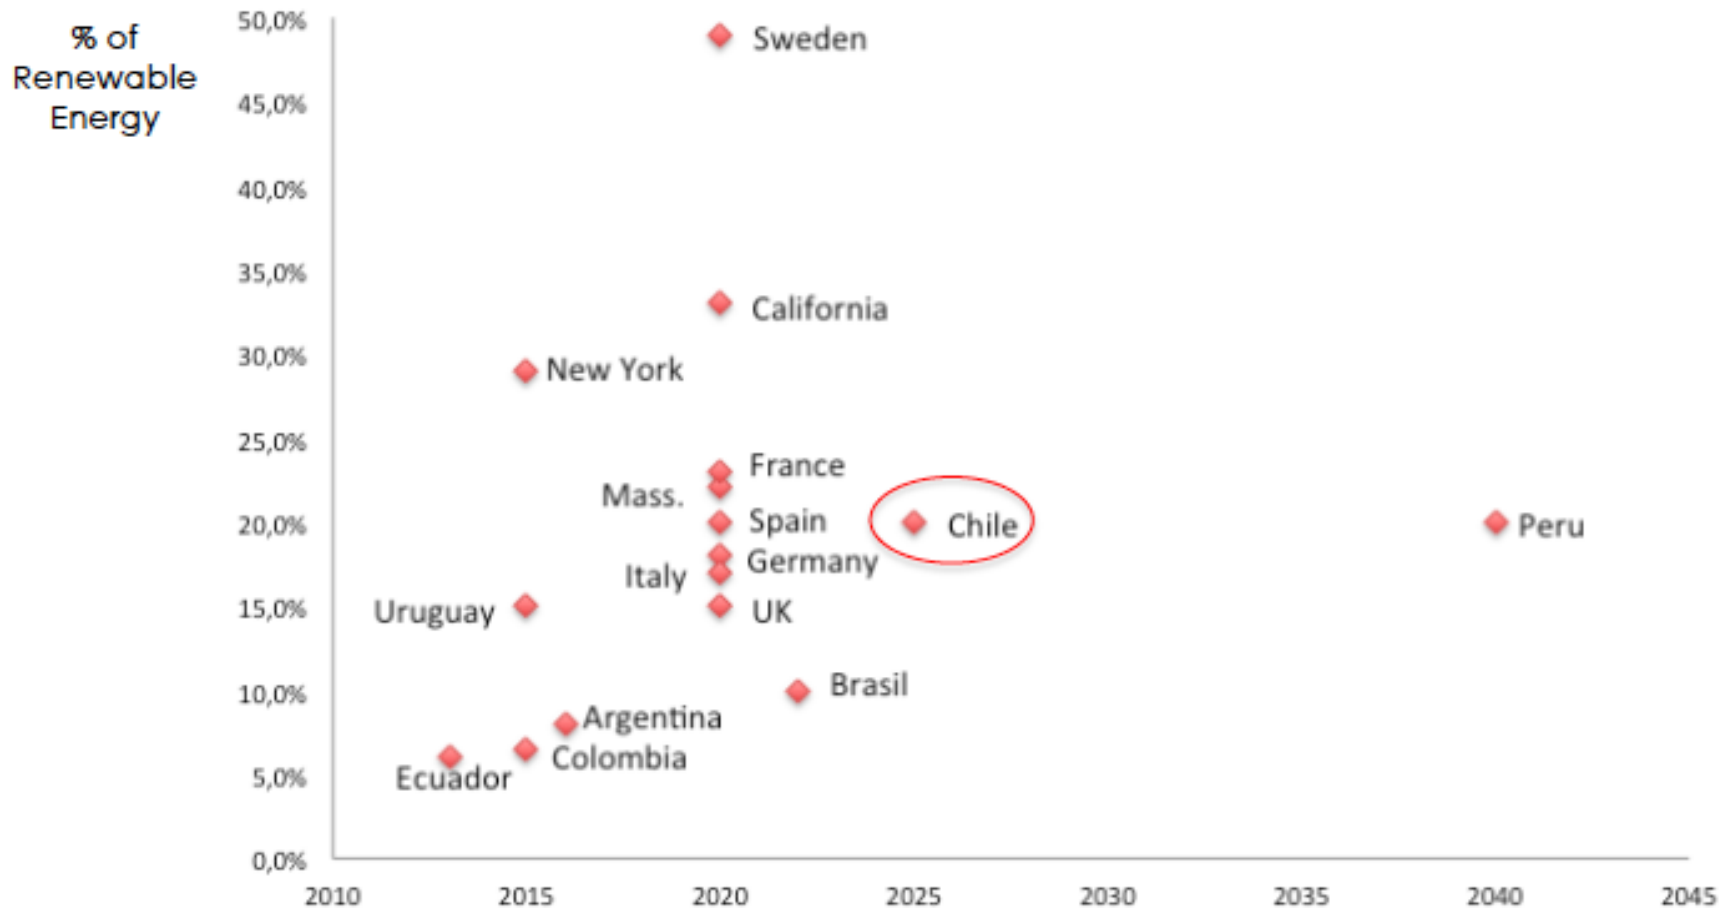 % of
Renewable
Energy
50,0%
45,0%
40,0%
35,0%
30,0%
25,0%
20,0%
15,0%
10,0%
5,0%
0,0%
Sweden
California
New York
France
Mass.
Spain
Chile
Peru
Germany
Italy
Uruguay
UK
Brasil
Argentina
Colombia
Ecuador
2010 2015 2020 2025 2030 2035 2040 2045